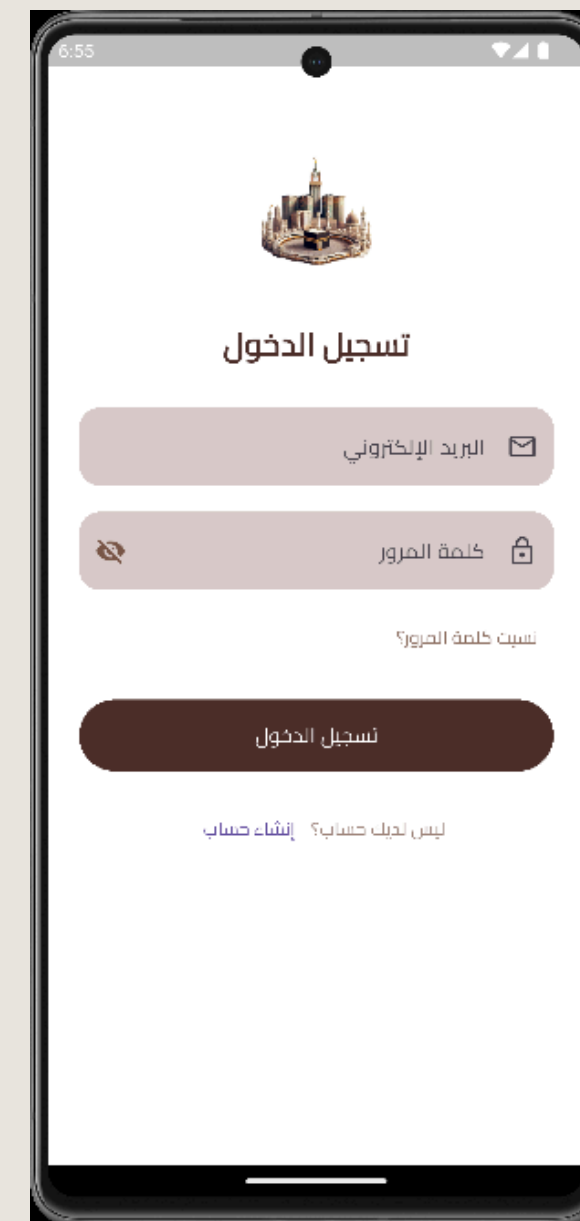 6:55
تسجيل الدخول
البريد الإلكتروني
كلمة المرور
نسيت كلمة المرور؟
تسجيل الدخول
ليس لديك حساب؟ إنشاء حساب